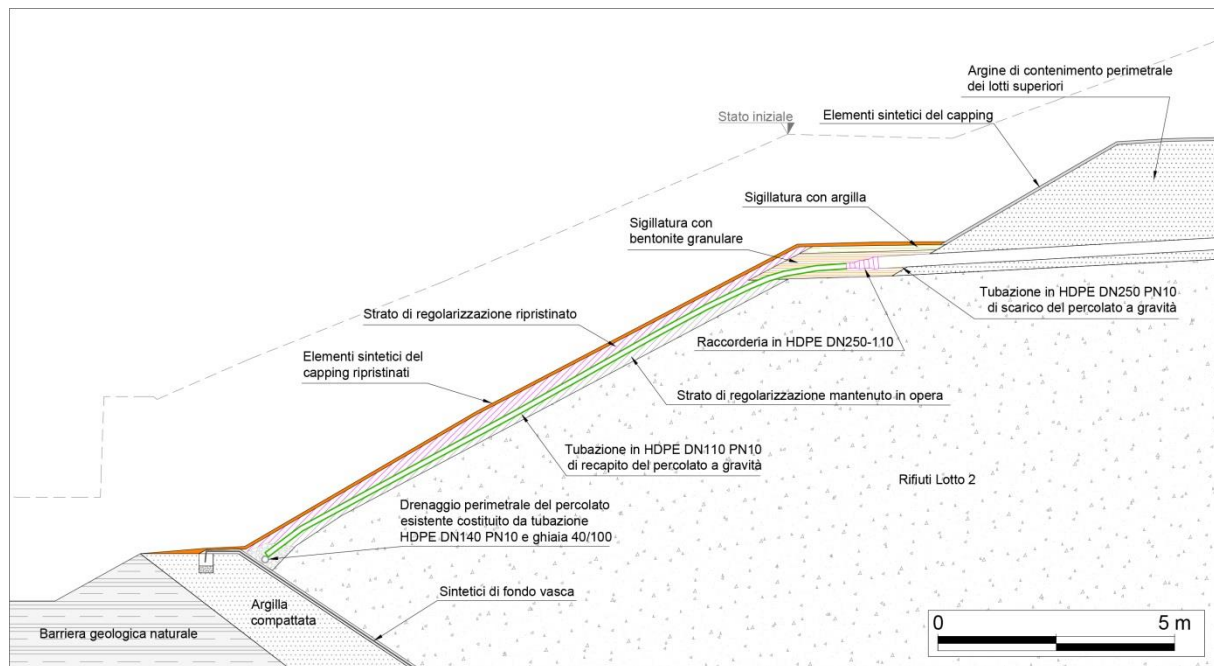 Argine di contenimento perimetrale
dei lotti superiori
Stato iniziale
Elementi sintetici del capping
Sigillatura con argilla
Sigillatura con
bentonite granulare
Tubazione in HDPE DN250 PN10
di scarico del percolato a gravità
Strato di regolarizzazione ripristinato
Raccorderia in HDPE DN250-110
Elementi sintetici del
capping ripristinati
Strato di regolarizzazione mantenuto in opera
Tubazione in HDPE DN110 PN10
di recapito del percolato a gravità
Rifiuti Lotto 2
Drenaggio perimetrale del percolato
esistente costituito da tubazione
HDPE DN140 PN10 e ghiaia 40/100
Sintetici di fondo vasca
Argilla
compattata
Barriera geologica naturale
0 5 m